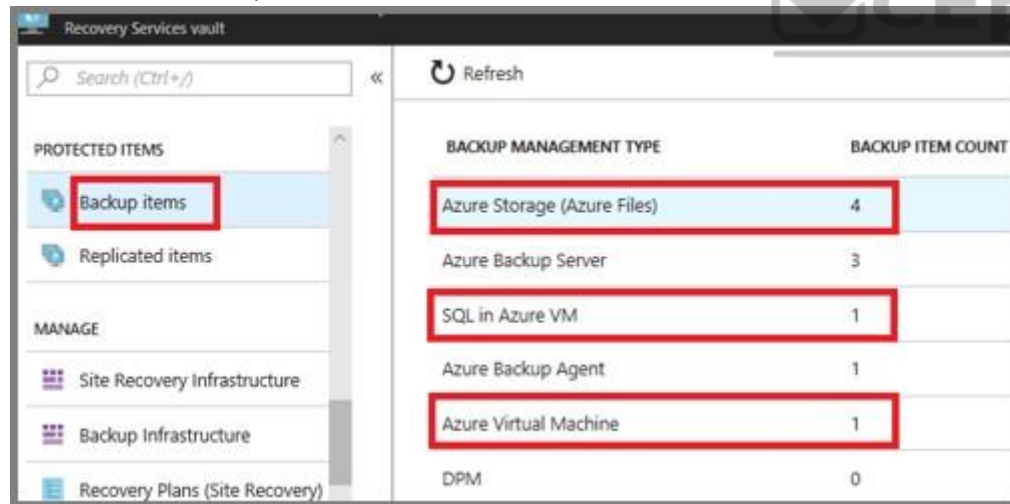 Recovery Services vault
Search (Ctrl+/)
«
Refresh
PROTECTED ITEMS
Backup items
Replicated items
MANAGE
Site Recovery Infrastructure
Backup Infrastructure
Recovery Plans (Site Recovery)
BACKUP MANAGEMENT TYPE BACKUP ITEM COUNT
Azure Storage (Azure Files) 4
Azure Backup Server 3
SQL in Azure VM 1
Azure Backup Agent 1
Azure Virtual Machine 1
DPM 0